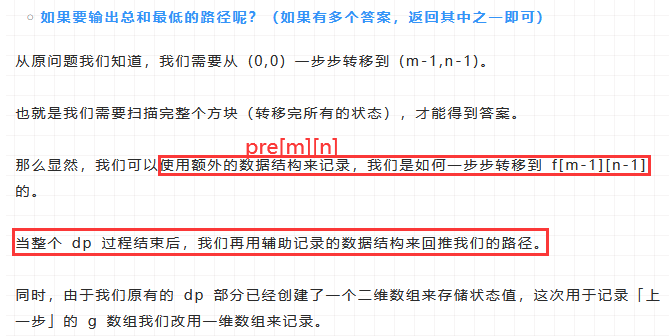 如果要输出总和最低的路径呢？（如果有多个答案，返回其中之一即可）
从原问题我们知道，我们需要从 (0,0) 一步步转移到 (m-1,n-1)。
也就是我们需要扫描完整个方块（转移完所有的状态），才能得到答案。
pre[m][n]
那么显然，我们可以使用额外的数据结构来记录，我们是如何一步步转移到 f[m-1][n-1]
的。
当整个 dp 过程结束后，我们再用辅助记录的数据结构来回推我们的路径。
同时，由于我们原有的 dp 部分已经创建了一个二维数组来存储状态值，这次用于记录「上
一步」的 g 数组我们改用一维数组来记录。